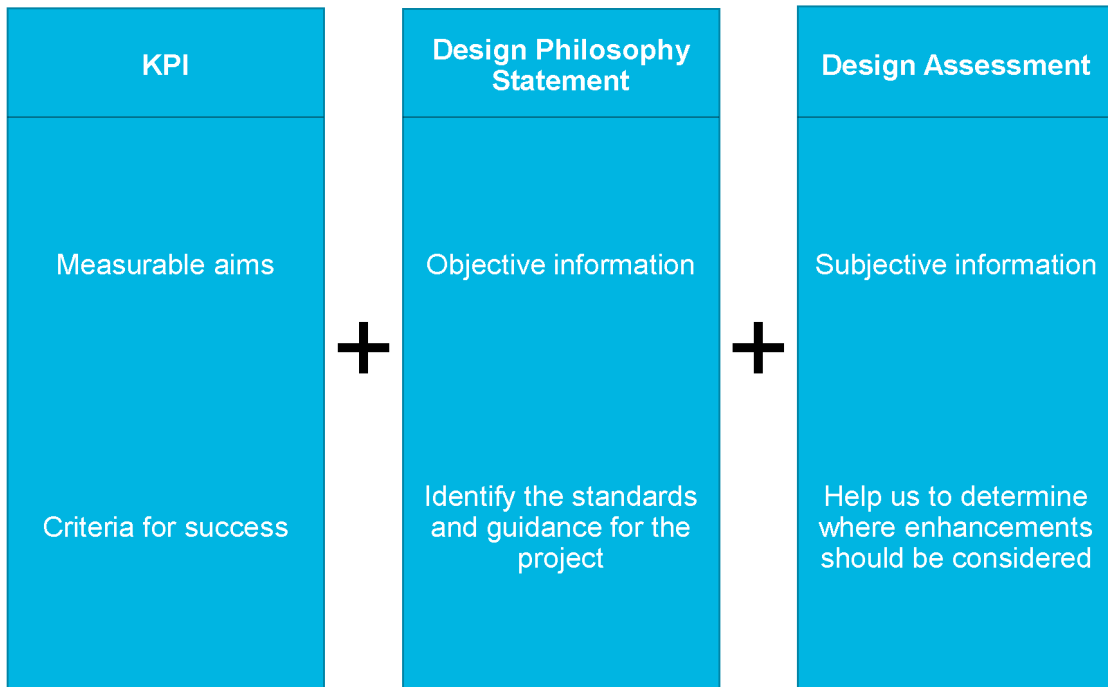 KPI
Measurable aims
Criteria for success
+
Design Philosophy
Statement
Objective information
Identify the standards
and guidance for the
project
+
Design Assessment
Subjective information
Help us to determine
where enhancements
should be considered